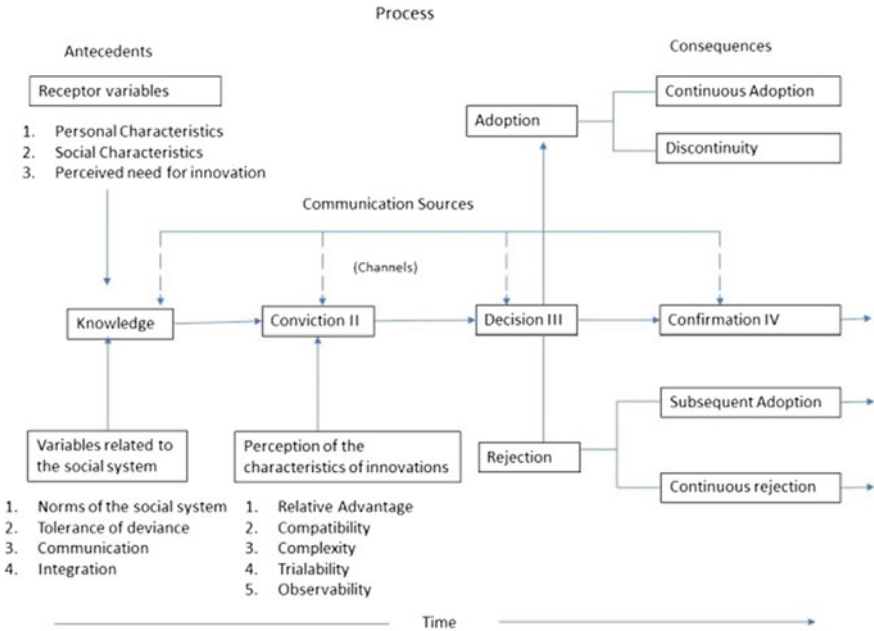 Process
Antecedents
Consequences
Receptor variables
1. Personal Characteristics
2. Social Characteristics
3. Perceived need for innovation
Adoption
Continuous Adoption
Discontinuity
Communication Sources
(Channels)
Knowledge
Conviction II
Decision III
Confirmation IV
Variables related to
the social system
1. Norms of the social system
2. Tolerance of deviance
3. Communication
4. Integration
Perception of the
characteristics of innovations
1. Relative Advantage
2. Compatibility
3. Complexity
4. Trialability
5. Observability
Rejection
Subsequent Adoption
Continuous rejection
Time